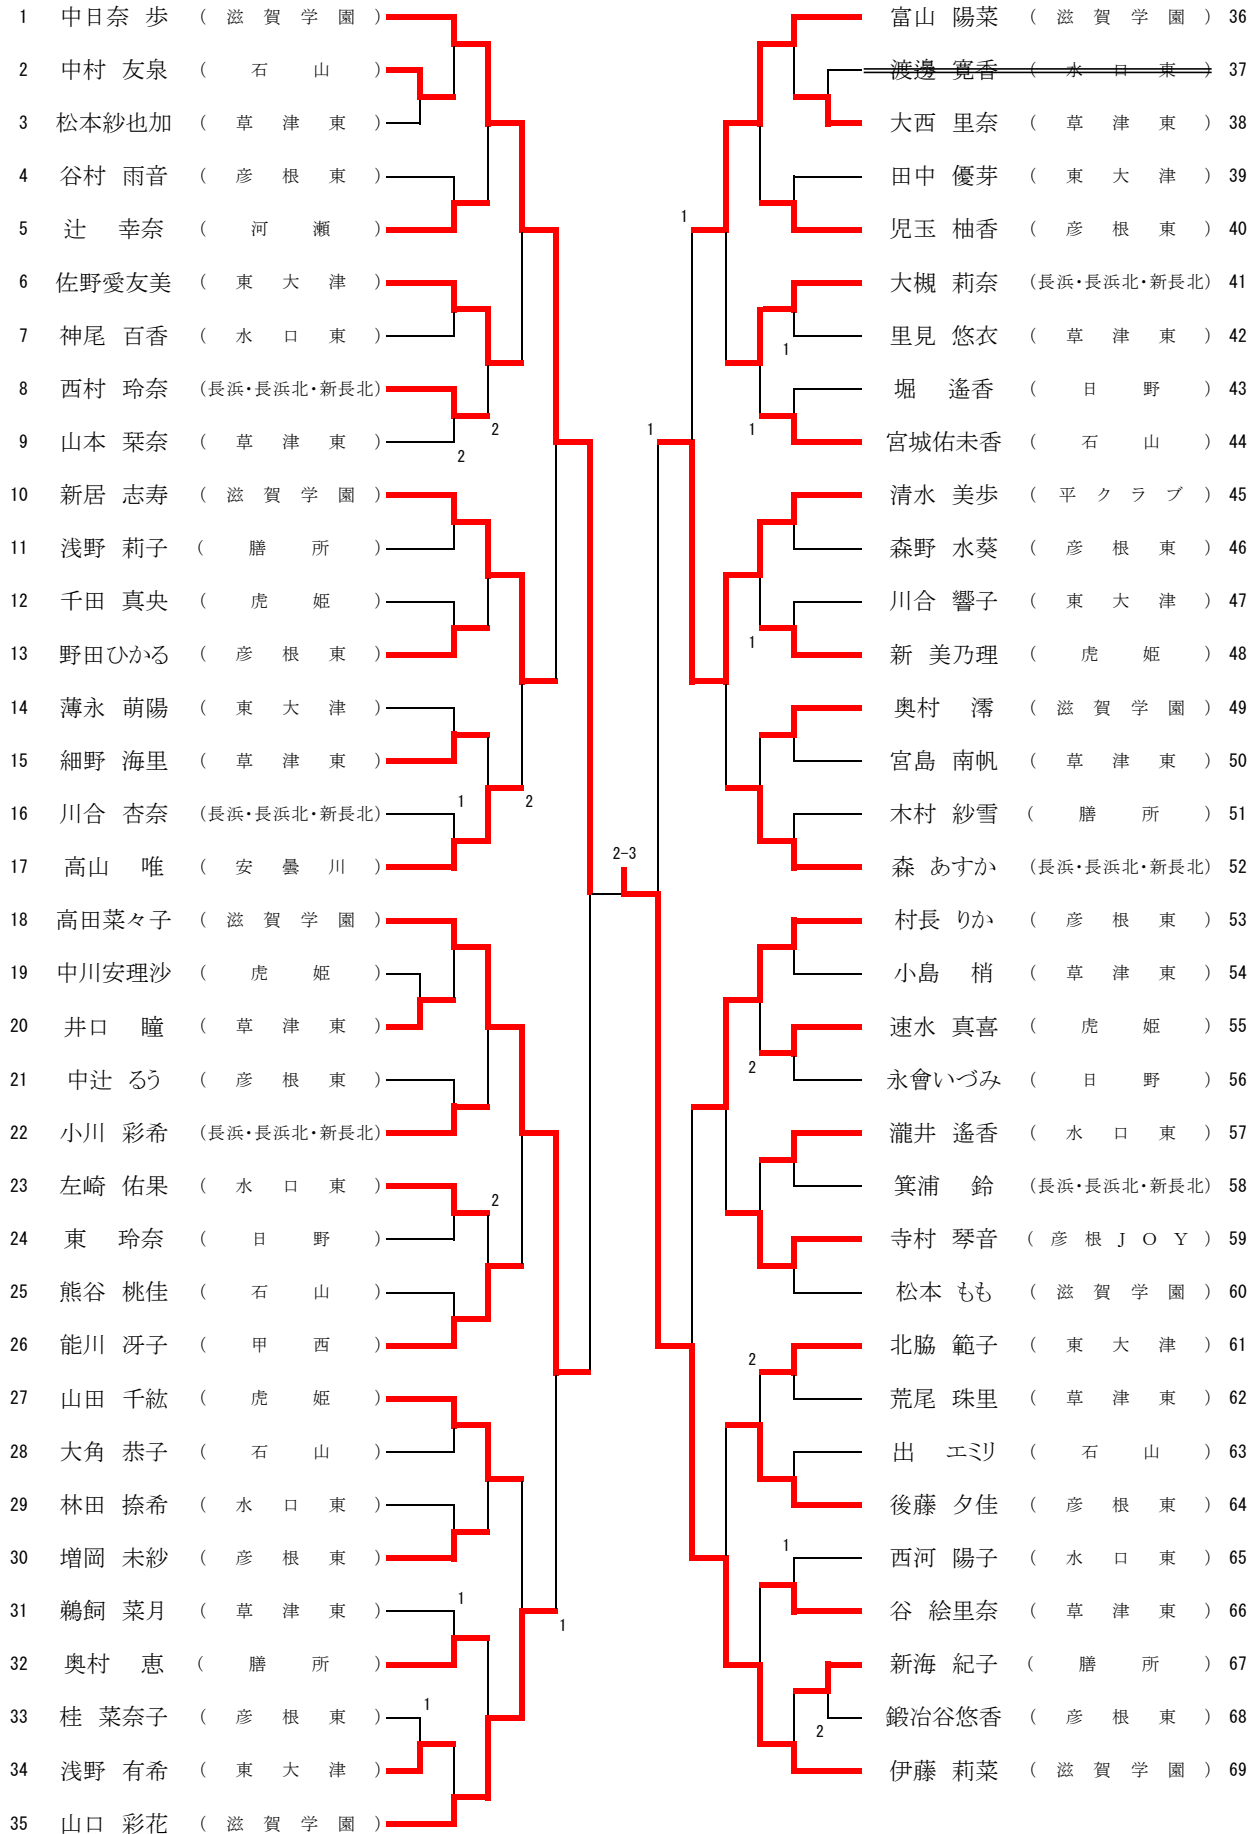 1 中日奈 歩 （ 滋 賀 学 園 ）
2 中村 友泉 （ 石 山 ）
3 松本紗也加 （ 草 津 東 ）
4 谷村 雨音 （ 彦 根 東 ）
5 辻 幸奈 （ 河 瀬 ）
6 佐野愛友美 （ 東 大 津 ）
7 神尾 百香 （ 水 口 東 ）
8 西村 玲奈 （長浜・長浜北・新長北）
2
9 山本 栞奈 （ 草 津 東 ）
2
10 新居 志寿 （ 滋 賀 学 園 ）
11 浅野 莉子 （ 膳 所 ）
12 千田 真央 （ 虎 姫 ）
13 野田ひかる （ 彦 根 東 ）
14 薄永 萌陽 （ 東 大 津 ）
15 細野 海里 （ 草 津 東 ）
1
2
16 川合 杏奈 （長浜・長浜北・新長北）
17 高山 唯 （ 安 曇 川 ）
18 高田菜々子 （ 滋 賀 学 園 ）
19 中川安理沙 （ 虎 姫 ）
20 井口 瞳 （ 草 津 東 ）
21 中辻 るう （ 彦 根 東 ）
22 小川 彩希 （長浜・長浜北・新長北）
23 左崎 佑果 （ 水 口 東 ）
2
24 東 玲奈 （ 日 野 ）
25 熊谷 桃佳 （ 石 山 ）
26 能川 冴子 （ 甲 西 ）
27 山田 千紘 （ 虎 姫 ）
28 大角 恭子 （ 石 山 ）
29 林田 捺希 （ 水 口 東 ）
30 増岡 未紗 （ 彦 根 東 ）
1
31 鵜飼 菜月 （ 草 津 東 ）
1
32 奥村 恵 （ 膳 所 ）
1
33 桂 菜奈子 （ 彦 根 東 ）
34 浅野 有希 （ 東 大 津 ）
35 山口 彩花 （ 滋 賀 学 園 ）
2-3
富山 陽菜 （ 滋 賀 学 園 ） 36
渡邊 寛香 （ 水 口 東 ） 37
大西 里奈 （ 草 津 東 ） 38
田中 優芽 （ 東 大 津 ） 39
1
児玉 柚香 （ 彦 根 東 ） 40
大槻 莉奈 （長浜・長浜北・新長北） 41
里見 悠衣 （ 草 津 東 ） 42
1
堀 遙香 （ 日 野 ） 43
1
1
宮城佑未香 （ 石 山 ） 44
清水 美歩 （ 平 ク ラ ブ ） 45
森野 水葵 （ 彦 根 東 ） 46
川合 響子 （ 東 大 津 ） 47
1
新 美乃理 （ 虎 姫 ） 48
奥村 澪 （ 滋 賀 学 園 ） 49
宮島 南帆 （ 草 津 東 ） 50
木村 紗雪 （ 膳 所 ） 51
森 あすか （長浜・長浜北・新長北） 52
村長 りか （ 彦 根 東 ） 53
小島 梢 （ 草 津 東 ） 54
速水 真喜 （ 虎 姫 ） 55
2
永會いづみ （ 日 野 ） 56
瀧井 遙香 （ 水 口 東 ） 57
箕浦 鈴 （長浜・長浜北・新長北） 58
寺村 琴音 （ 彦 根 Ｊ Ｏ Ｙ ） 59
松本 もも （ 滋 賀 学 園 ） 60
北脇 範子 （ 東 大 津 ） 61
2
荒尾 珠里 （ 草 津 東 ） 62
出 エミリ （ 石 山 ） 63
後藤 夕佳 （ 彦 根 東 ） 64
1
西河 陽子 （ 水 口 東 ） 65
谷 絵里奈 （ 草 津 東 ） 66
新海 紀子 （ 膳 所 ） 67
鍛冶谷悠香 （ 彦 根 東 ） 68
2
伊藤 莉菜 （ 滋 賀 学 園 ） 69